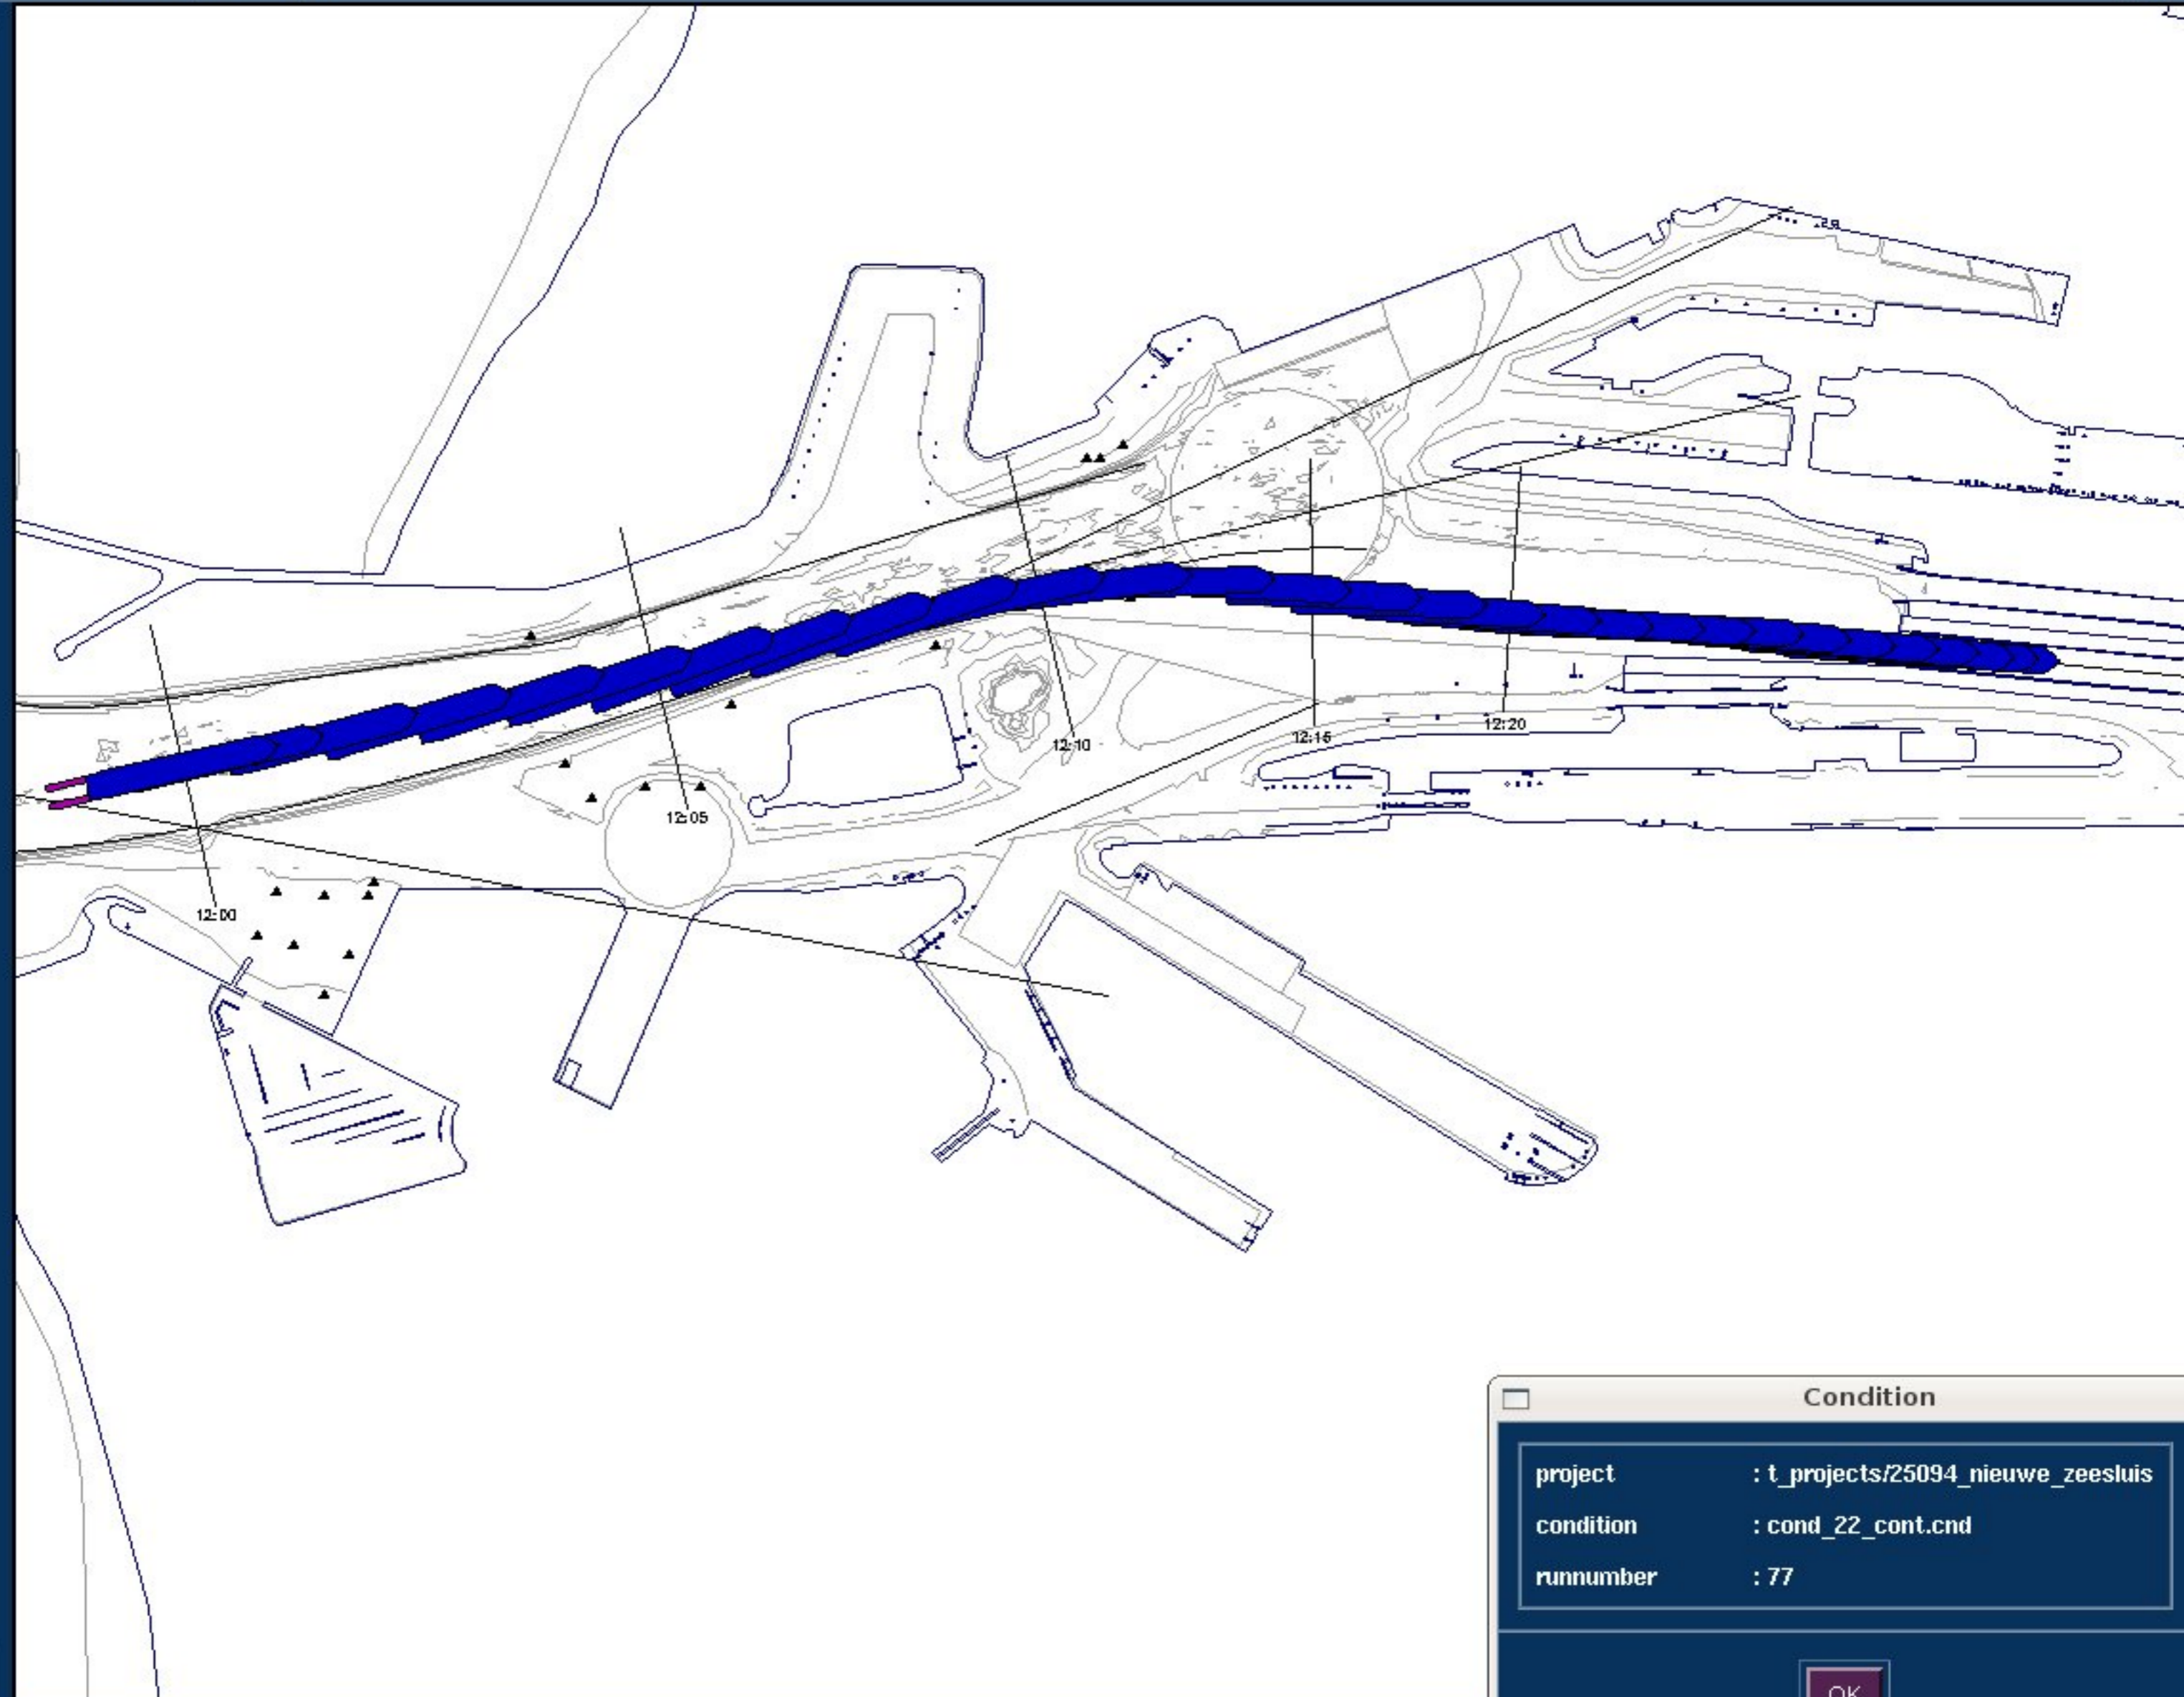 12:10
12:20
12:15
12:05
12:00
Condition
project : t_projects/25094_nieuwe_zeesluis
condition : cond_22_cont.cnd
runnumber : 77
OK